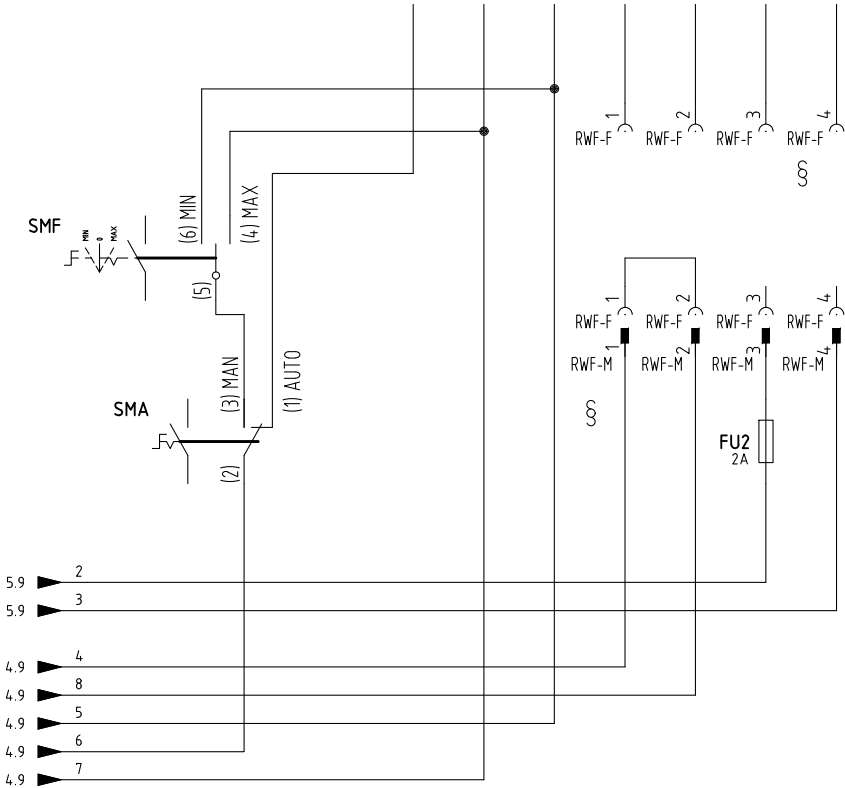 1
2
3
4
RWF-F
RWF-F
RWF-F
RWF-F
§
SMF
MIN
0
MAX
(6) MIN
(4) MAX
(5)
1
2
3
4
RWF-F
RWF-F
RWF-F
RWF-F
1
2
3
4
RWF-M
RWF-M
RWF-M
RWF-M
§
(3) MAN
(1) AUTO
SMA
(2)
FU2
2A
5.9 2
5.9 3
4.9 4
4.9 8
4.9 5
4.9 6
4.9 7